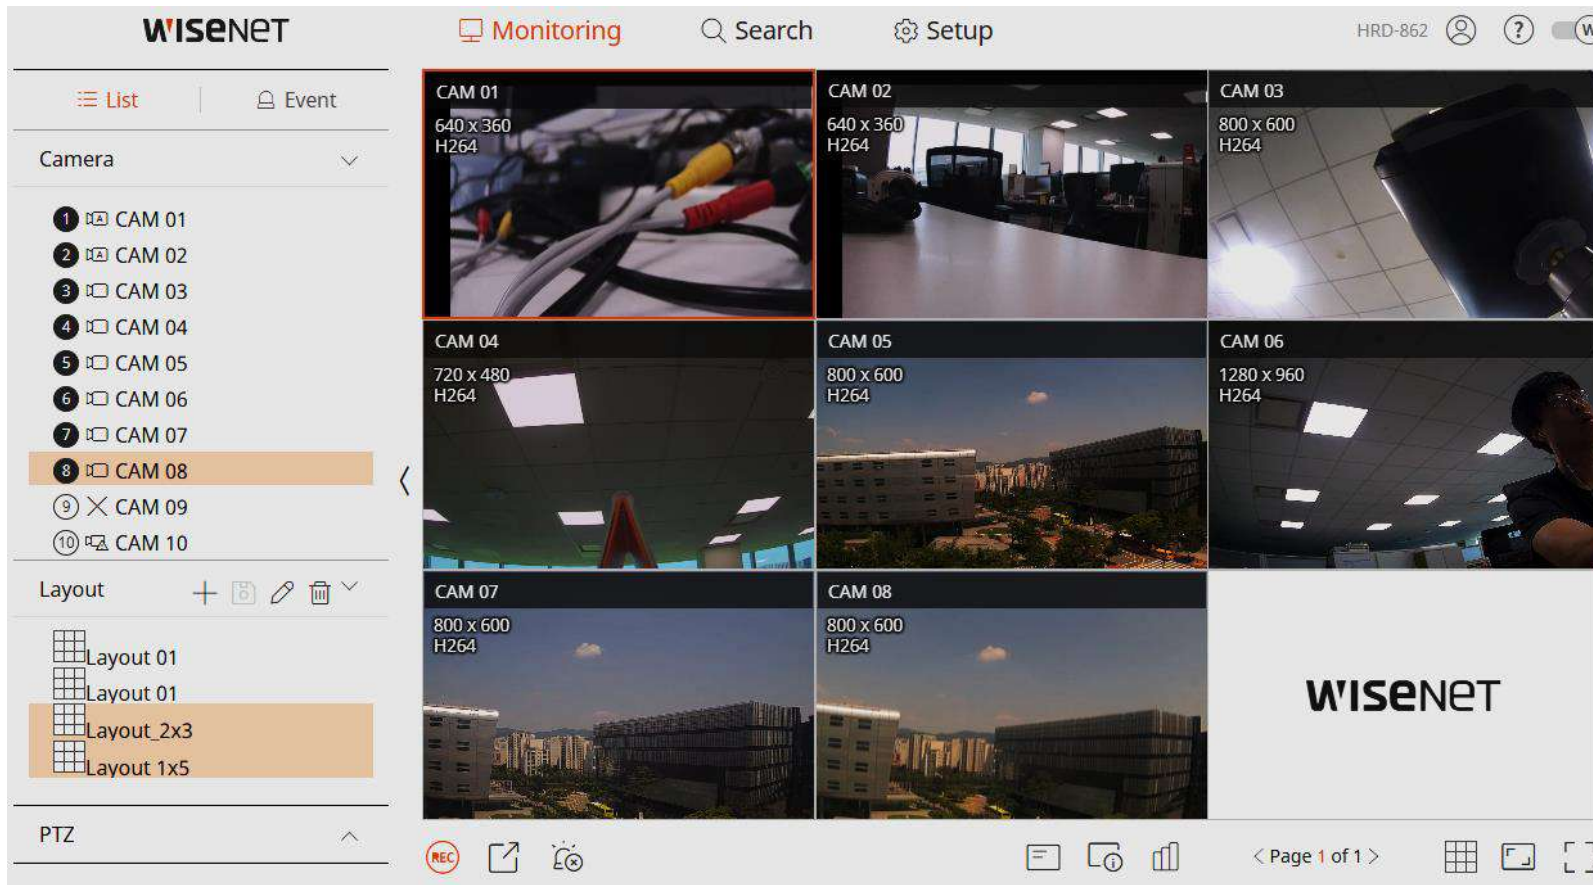 WISENET
Monitoring
Search
Setup
HRD-862
?
W
List
Event
Camera
1 A CAM 01
2 A CAM 02
3 CAM 03
4 CAM 04
5 CAM 05
6 CAM 06
7 CAM 07
8 CAM 08
9 CAM 09
10 CAM 10
Layout
Layout 01
Layout 01
Layout_2x3
Layout 1x5
PTZ
CAM 01
640 x 360
H264
CAM 02
640 x 360
H264
CAM 03
800 x 600
H264
CAM 04
720 x 480
H264
CAM 05
800 x 600
H264
CAM 06
1280 x 960
H264
CAM 07
800 x 600
H264
CAM 08
800 x 600
H264
WISENET
REC
< Page 1 of 1 >